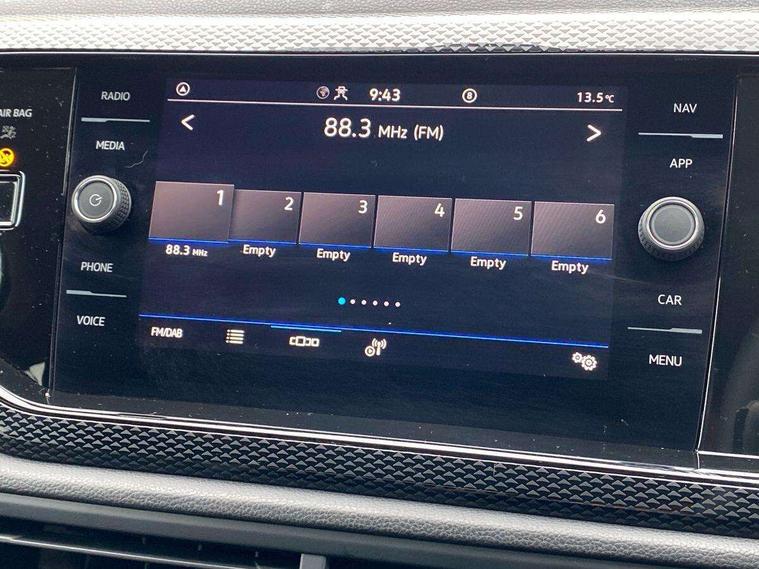 AIR BAG
RADIO
MEDIA
PHONE
VOICE
9:43
8
13.5°C
< 88.3 MHz (FM) >
1 2 3 4 5 6
88.3 MHz Empty Empty Empty Empty Empty
FM/DAB
NAV
APP
CAR
MENU